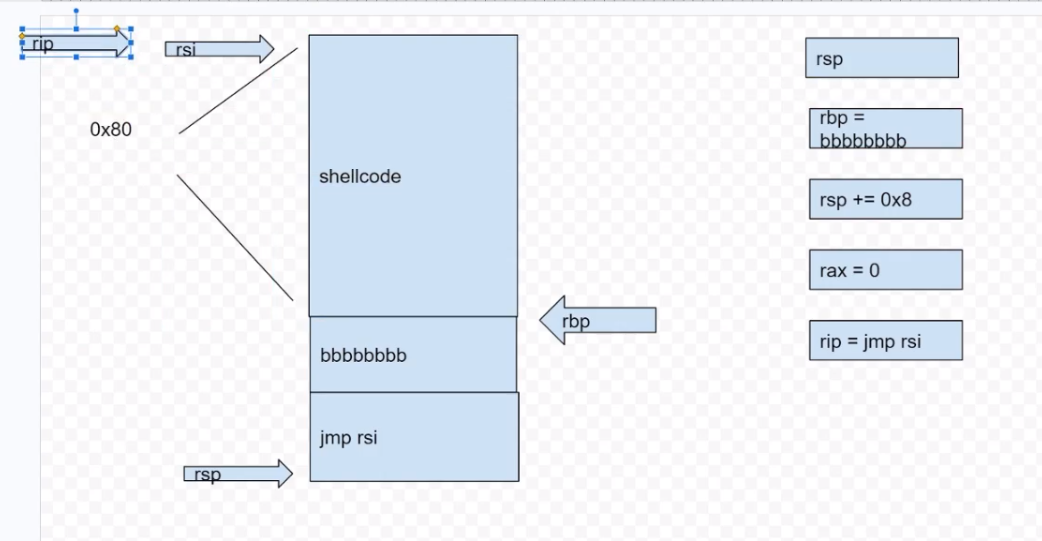 rip
rsi
0x80
shellcode
bbbbbbbb
jmp rsi
rsp
rbp
rsp
rbp =
bbbbbbbb
rsp += 0x8
rax = 0
rip = jmp rsi